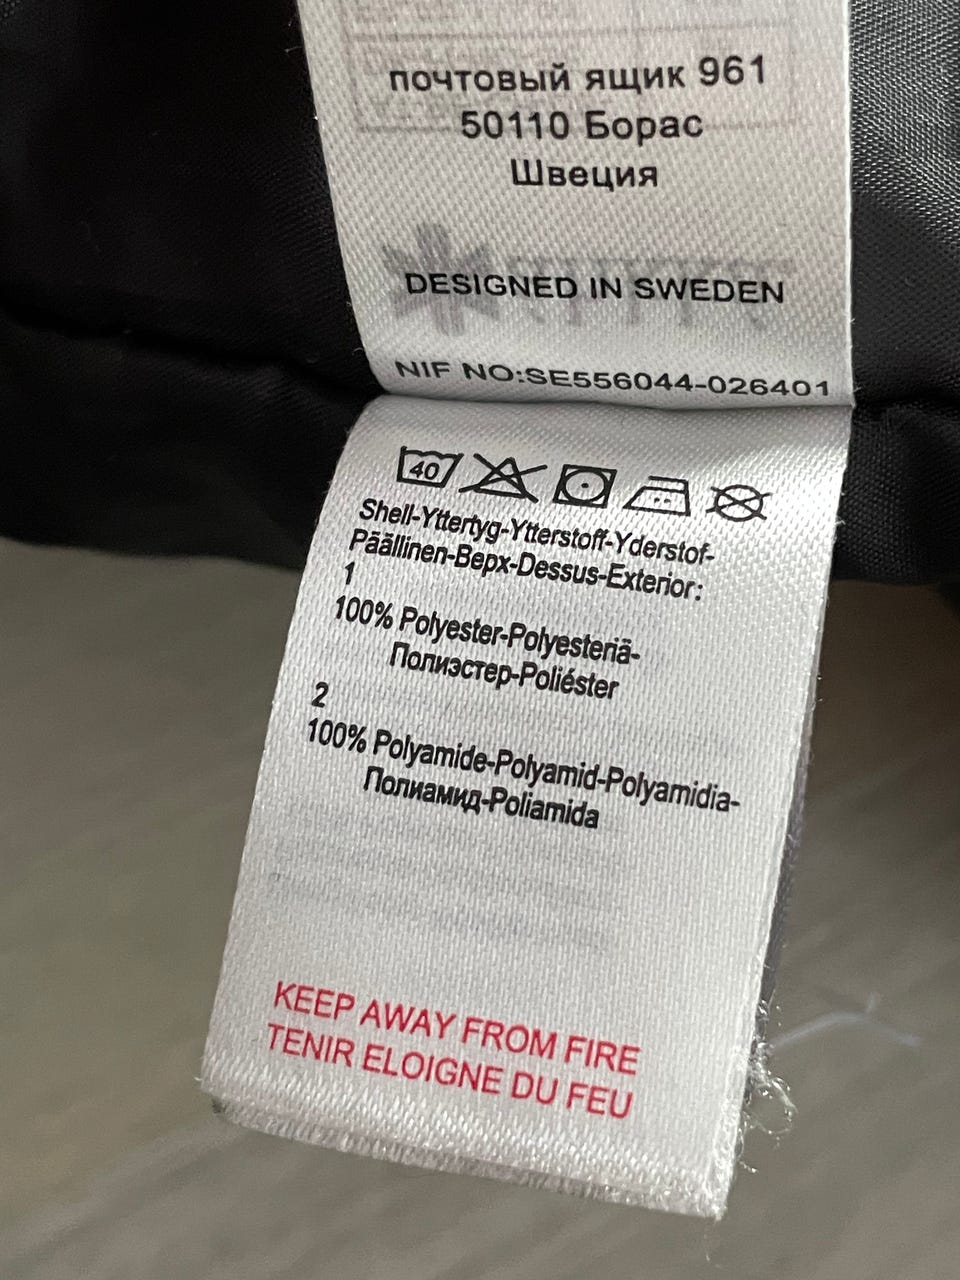 почтовый ящик 961
50110 Борас
Швеция
DESIGNED IN SWEDEN
NIF NO:SE556044-026401
40
Shell-Yttertyg-Ytterstoff-Yderstof-
Päällinen-Верх-Dessus-Exterior:
1
100% Polyester-Polyesteriä-
Полиэстер-Poliéster
2
100% Polyamide-Polyamid-Polyamidia-
Полиамид-Poliamida
KEEP AWAY FROM FIRE
TENIR ELOIGNE DU FEU